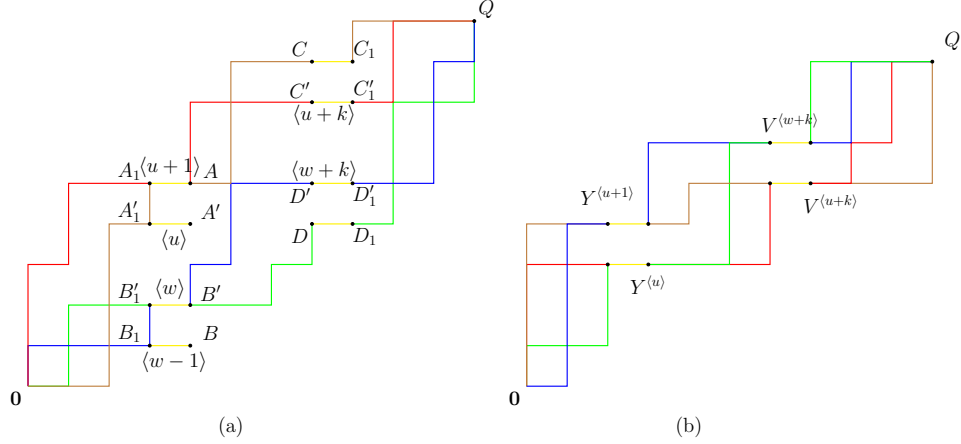 Q
C C₁
C′ C′₁
⟨u + k⟩
A₁ ⟨u + 1⟩ A
⟨w + k⟩
D′ D′₁
A′₁ A′
⟨u⟩
D D₁
B′₁ ⟨w⟩ B′
B₁ B
⟨w − 1⟩
0
(a)
Q
V^⟨w+k⟩
Y^⟨u+1⟩
V^⟨u+k⟩
Y^⟨u⟩
0
(b)